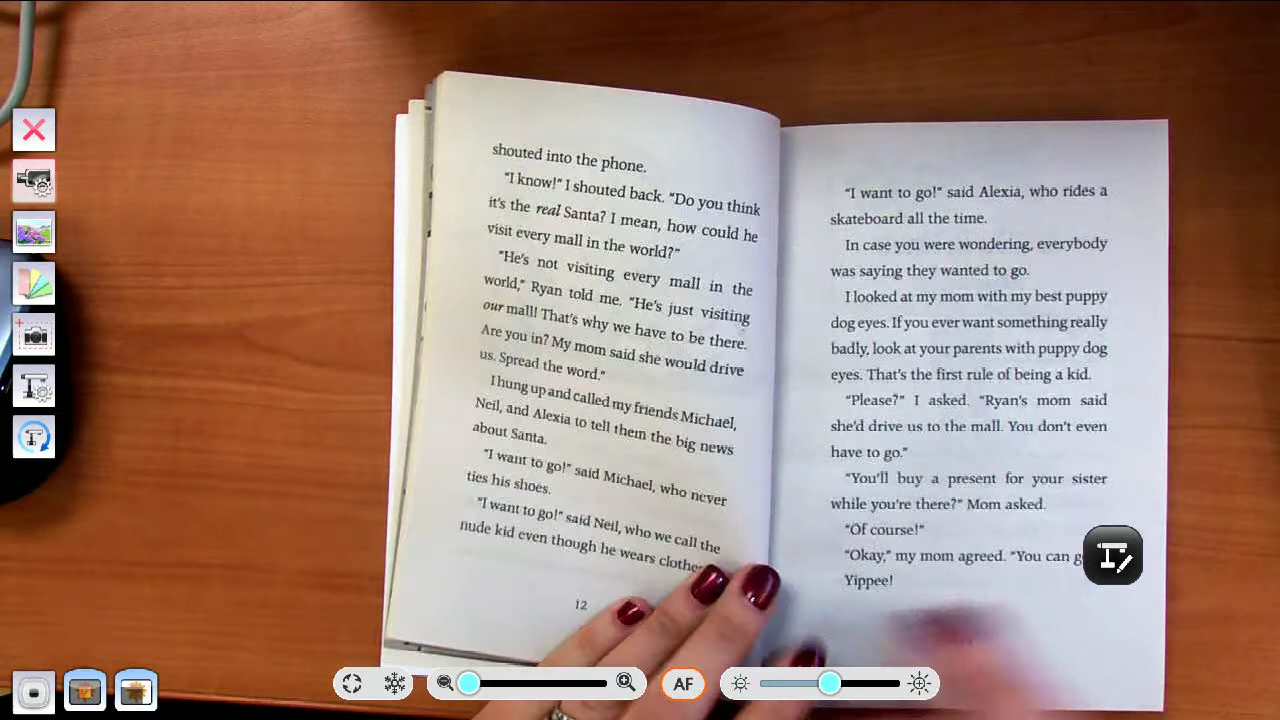 shouted into the phone.
“I know!” I shouted back. “Do you think
it’s the real Santa? I mean, how could he
visit every mall in the world?”
“He’s not visiting every mall in the
world,” Ryan told me. “He’s just visiting
our mall! That’s why we have to be there.
Are you in? My mom said she would drive
us. Spread the word.”
I hung up and called my friends Michael,
Neil, and Alexia to tell them the big news
about Santa.
“I want to go!” said Michael, who never
ties his shoes.
“I want to go!” said Neil, who we call the
nude kid even though he wears
12
“I want to go!” said Alexia, who rides a
skateboard all the time.
In case you were wondering, everybody
was saying they wanted to go.
I looked at my mom with my best puppy
dog eyes. If you ever want something really
badly, look at your parents with puppy dog
eyes. That’s the first rule of being a kid.
“Please?” I asked. “Ryan’s mom said
she’d drive us to the mall. You don’t even
have to go.”
“You’ll buy a present for your sister
while you’re there?” Mom asked.
“Of course!”
“Okay,” my mom agreed. “You can
Yippee!
AF